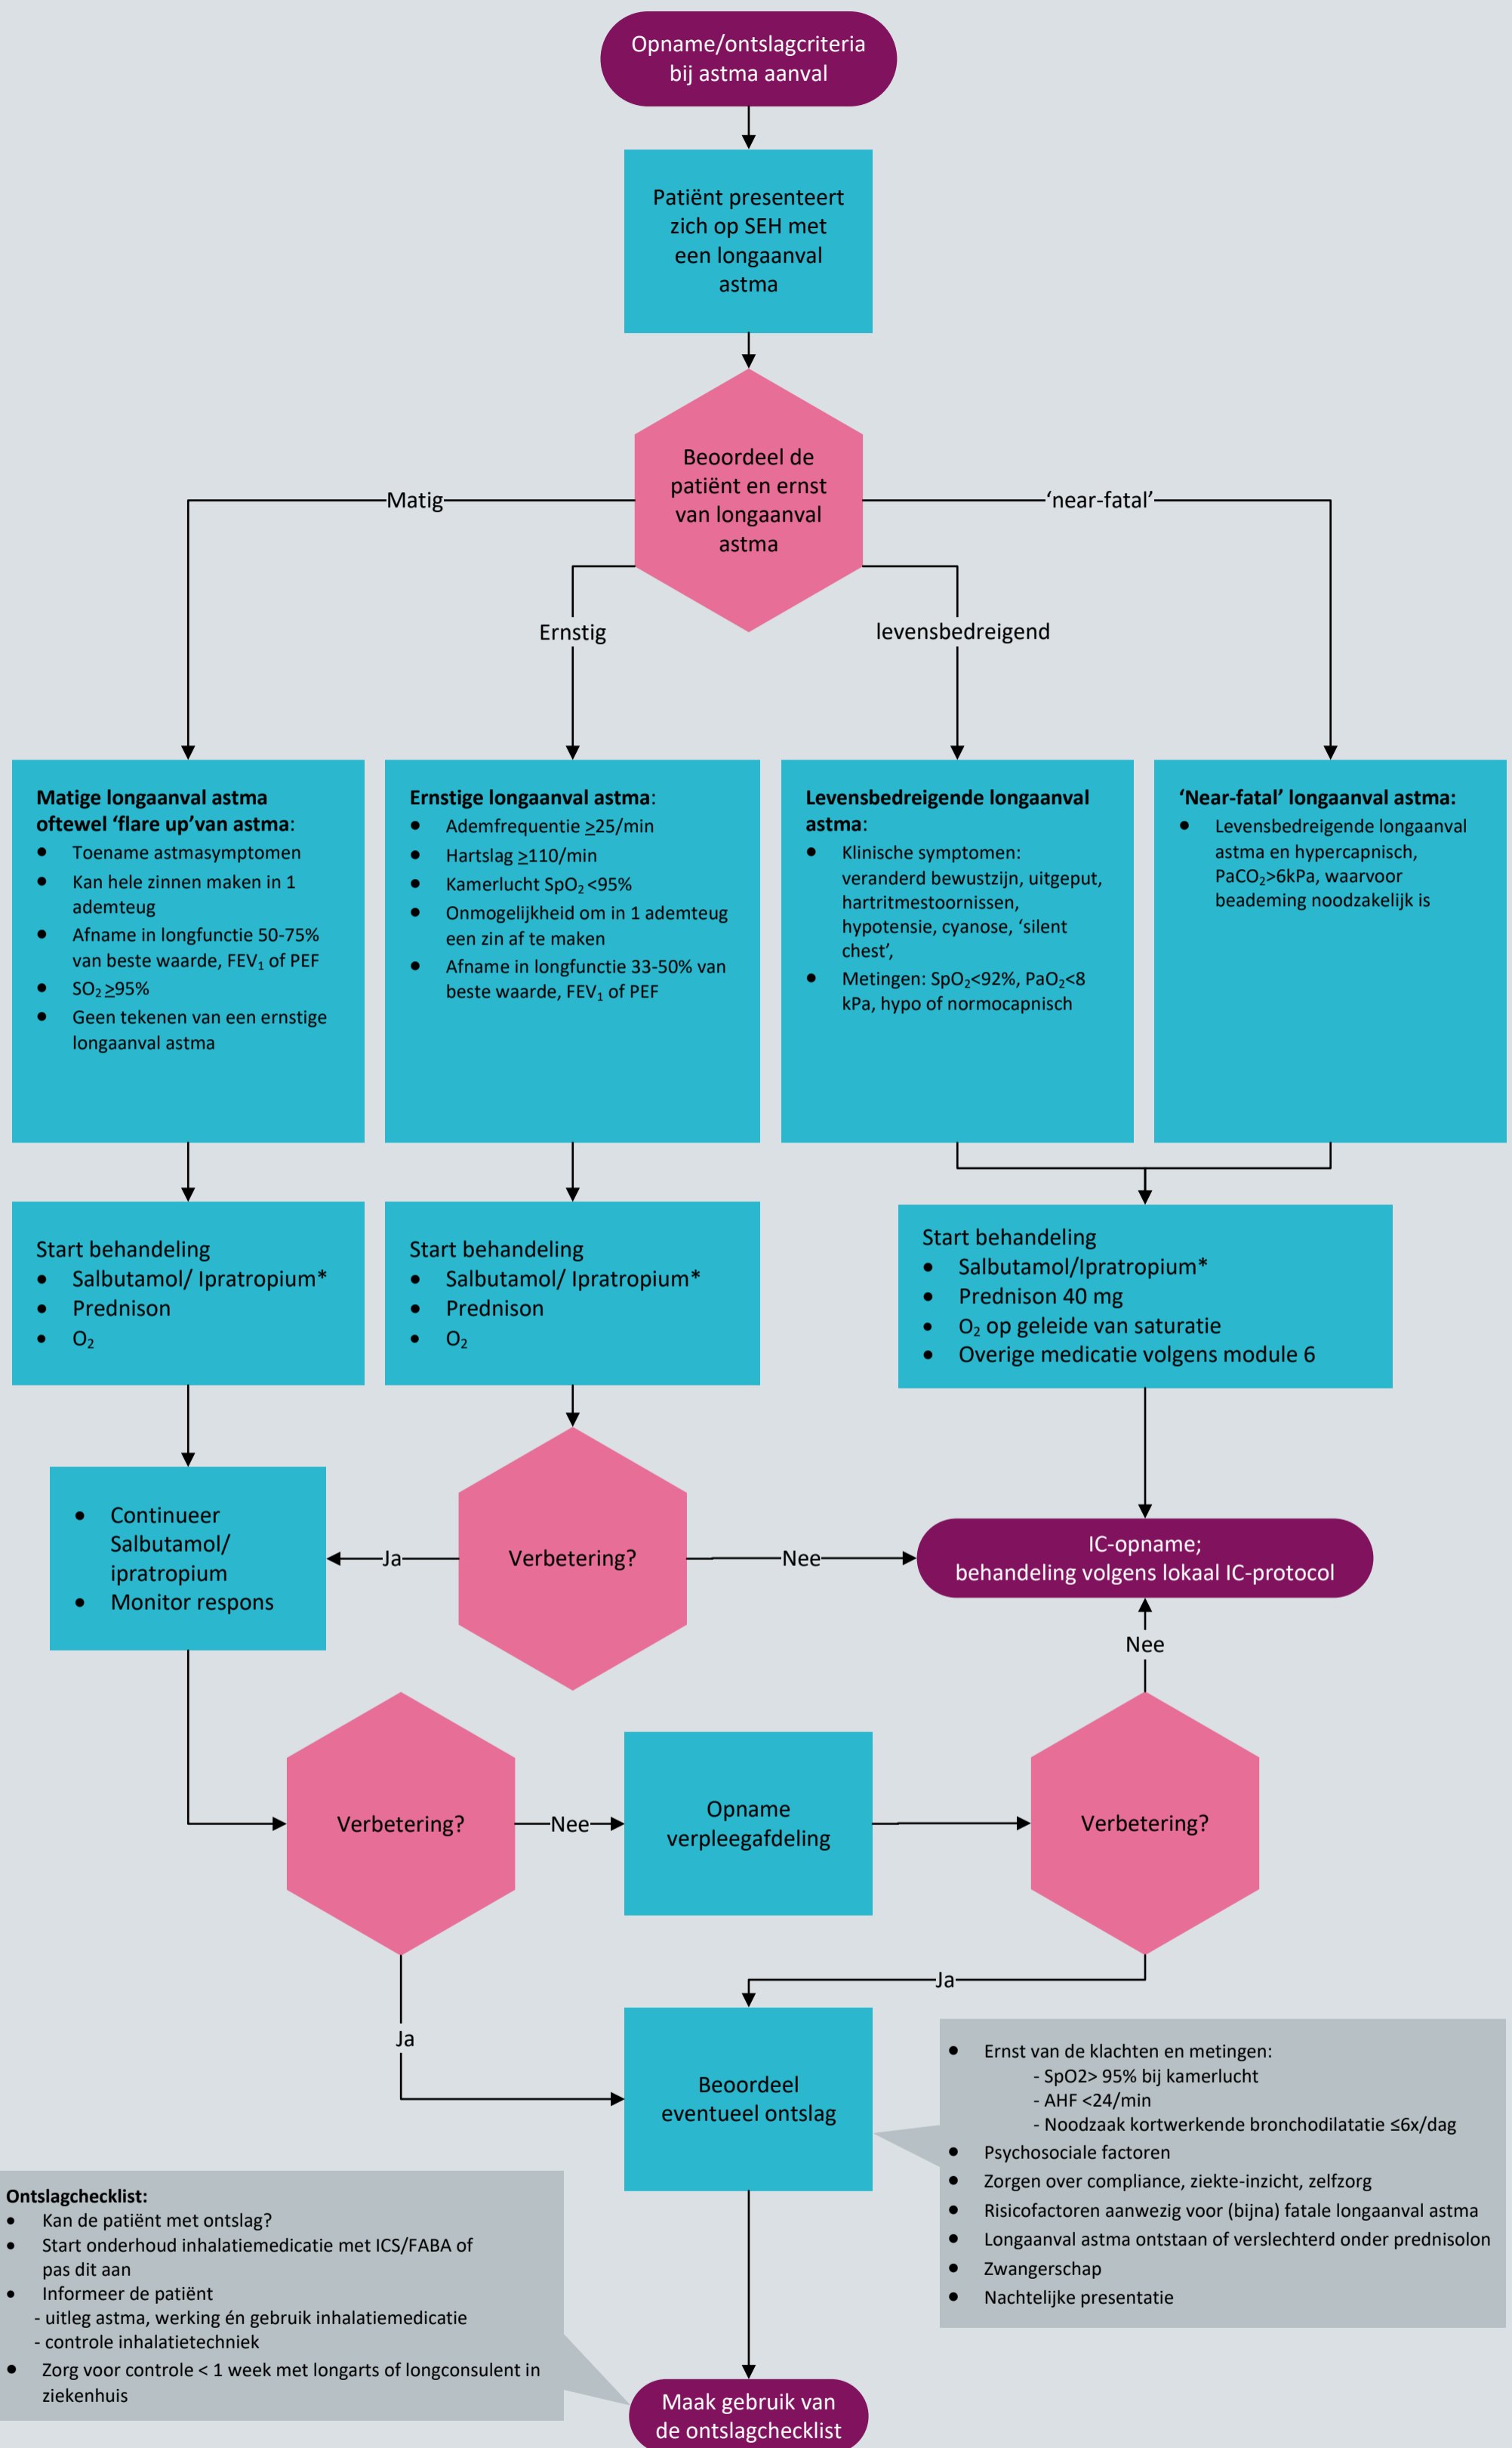 Opname/ontslagcriteria
bij astma aanval
Patiënt presenteert
zich op SEH met
een longaanval
astma
Beoordeel de
patiënt en ernst
van longaanval
astma
Matig
Ernstig
levensbedreigend
‘near-fatal’
Matige longaanval astma
oftewel ‘flare up’van astma:
● Toename astmasymptomen
● Kan hele zinnen maken in 1
ademteug
● Afname in longfunctie 50-75%
van beste waarde, FEV₁ of PEF
● SO₂ ≥95%
● Geen tekenen van een ernstige
longaanval astma
Ernstige longaanval astma:
● Ademfrequentie ≥25/min
● Hartslag ≥110/min
● Kamerlucht SpO₂ <95%
● Onmogelijkheid om in 1 ademteug
een zin af te maken
● Afname in longfunctie 33-50% van
beste waarde, FEV₁ of PEF
Levensbedreigende longaanval
astma:
● Klinische symptomen:
veranderd bewustzijn, uitgeput,
hartritmestoornissen,
hypotensie, cyanose, ‘silent
chest’,
● Metingen: SpO₂<92%, PaO₂<8
kPa, hypo of normocapnisch
‘Near-fatal’ longaanval astma:
● Levensbedreigende longaanval
astma en hypercapnisch,
PaCO₂>6kPa, waarvoor
beademing noodzakelijk is
Start behandeling
● Salbutamol/ Ipratropium*
● Prednison
● O₂
Start behandeling
● Salbutamol/ Ipratropium*
● Prednison
● O₂
Start behandeling
● Salbutamol/Ipratropium*
● Prednison 40 mg
● O₂ op geleide van saturatie
● Overige medicatie volgens module 6
● Continueer
Salbutamol/
ipratropium
● Monitor respons
Ja
Verbetering?
Nee
IC-opname;
behandeling volgens lokaal IC-protocol
Nee
Verbetering?
Nee
Opname
verpleegafdeling
Verbetering?
Ja
Ja
Beoordeel
eventueel ontslag
● Ernst van de klachten en metingen:
- SpO2> 95% bij kamerlucht
- AHF <24/min
- Noodzaak kortwerkende bronchodilatatie ≤6x/dag
● Psychosociale factoren
● Zorgen over compliance, ziekte-inzicht, zelfzorg
● Risicofactoren aanwezig voor (bijna) fatale longaanval astma
● Longaanval astma ontstaan of verslechterd onder prednisolon
● Zwangerschap
● Nachtelijke presentatie
Ontslagchecklist:
● Kan de patiënt met ontslag?
● Start onderhoud inhalatiemedicatie met ICS/FABA of
pas dit aan
● Informeer de patiënt
- uitleg astma, werking én gebruik inhalatiemedicatie
- controle inhalatietechniek
● Zorg voor controle < 1 week met longarts of longconsulent in
ziekenhuis
Maak gebruik van
de ontslagchecklist